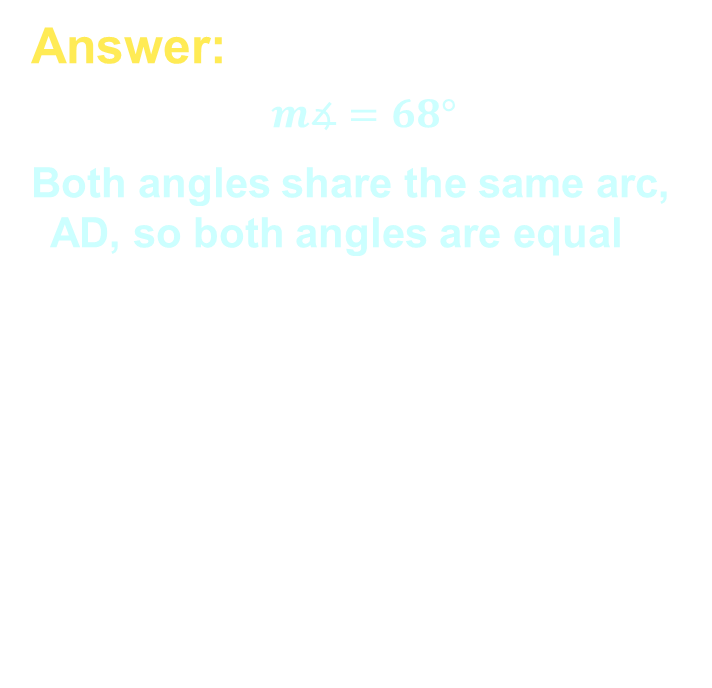 Answer:
𝒎∡ = 𝟔𝟖°
Both angles share the same arc,
AD, so both angles are equal